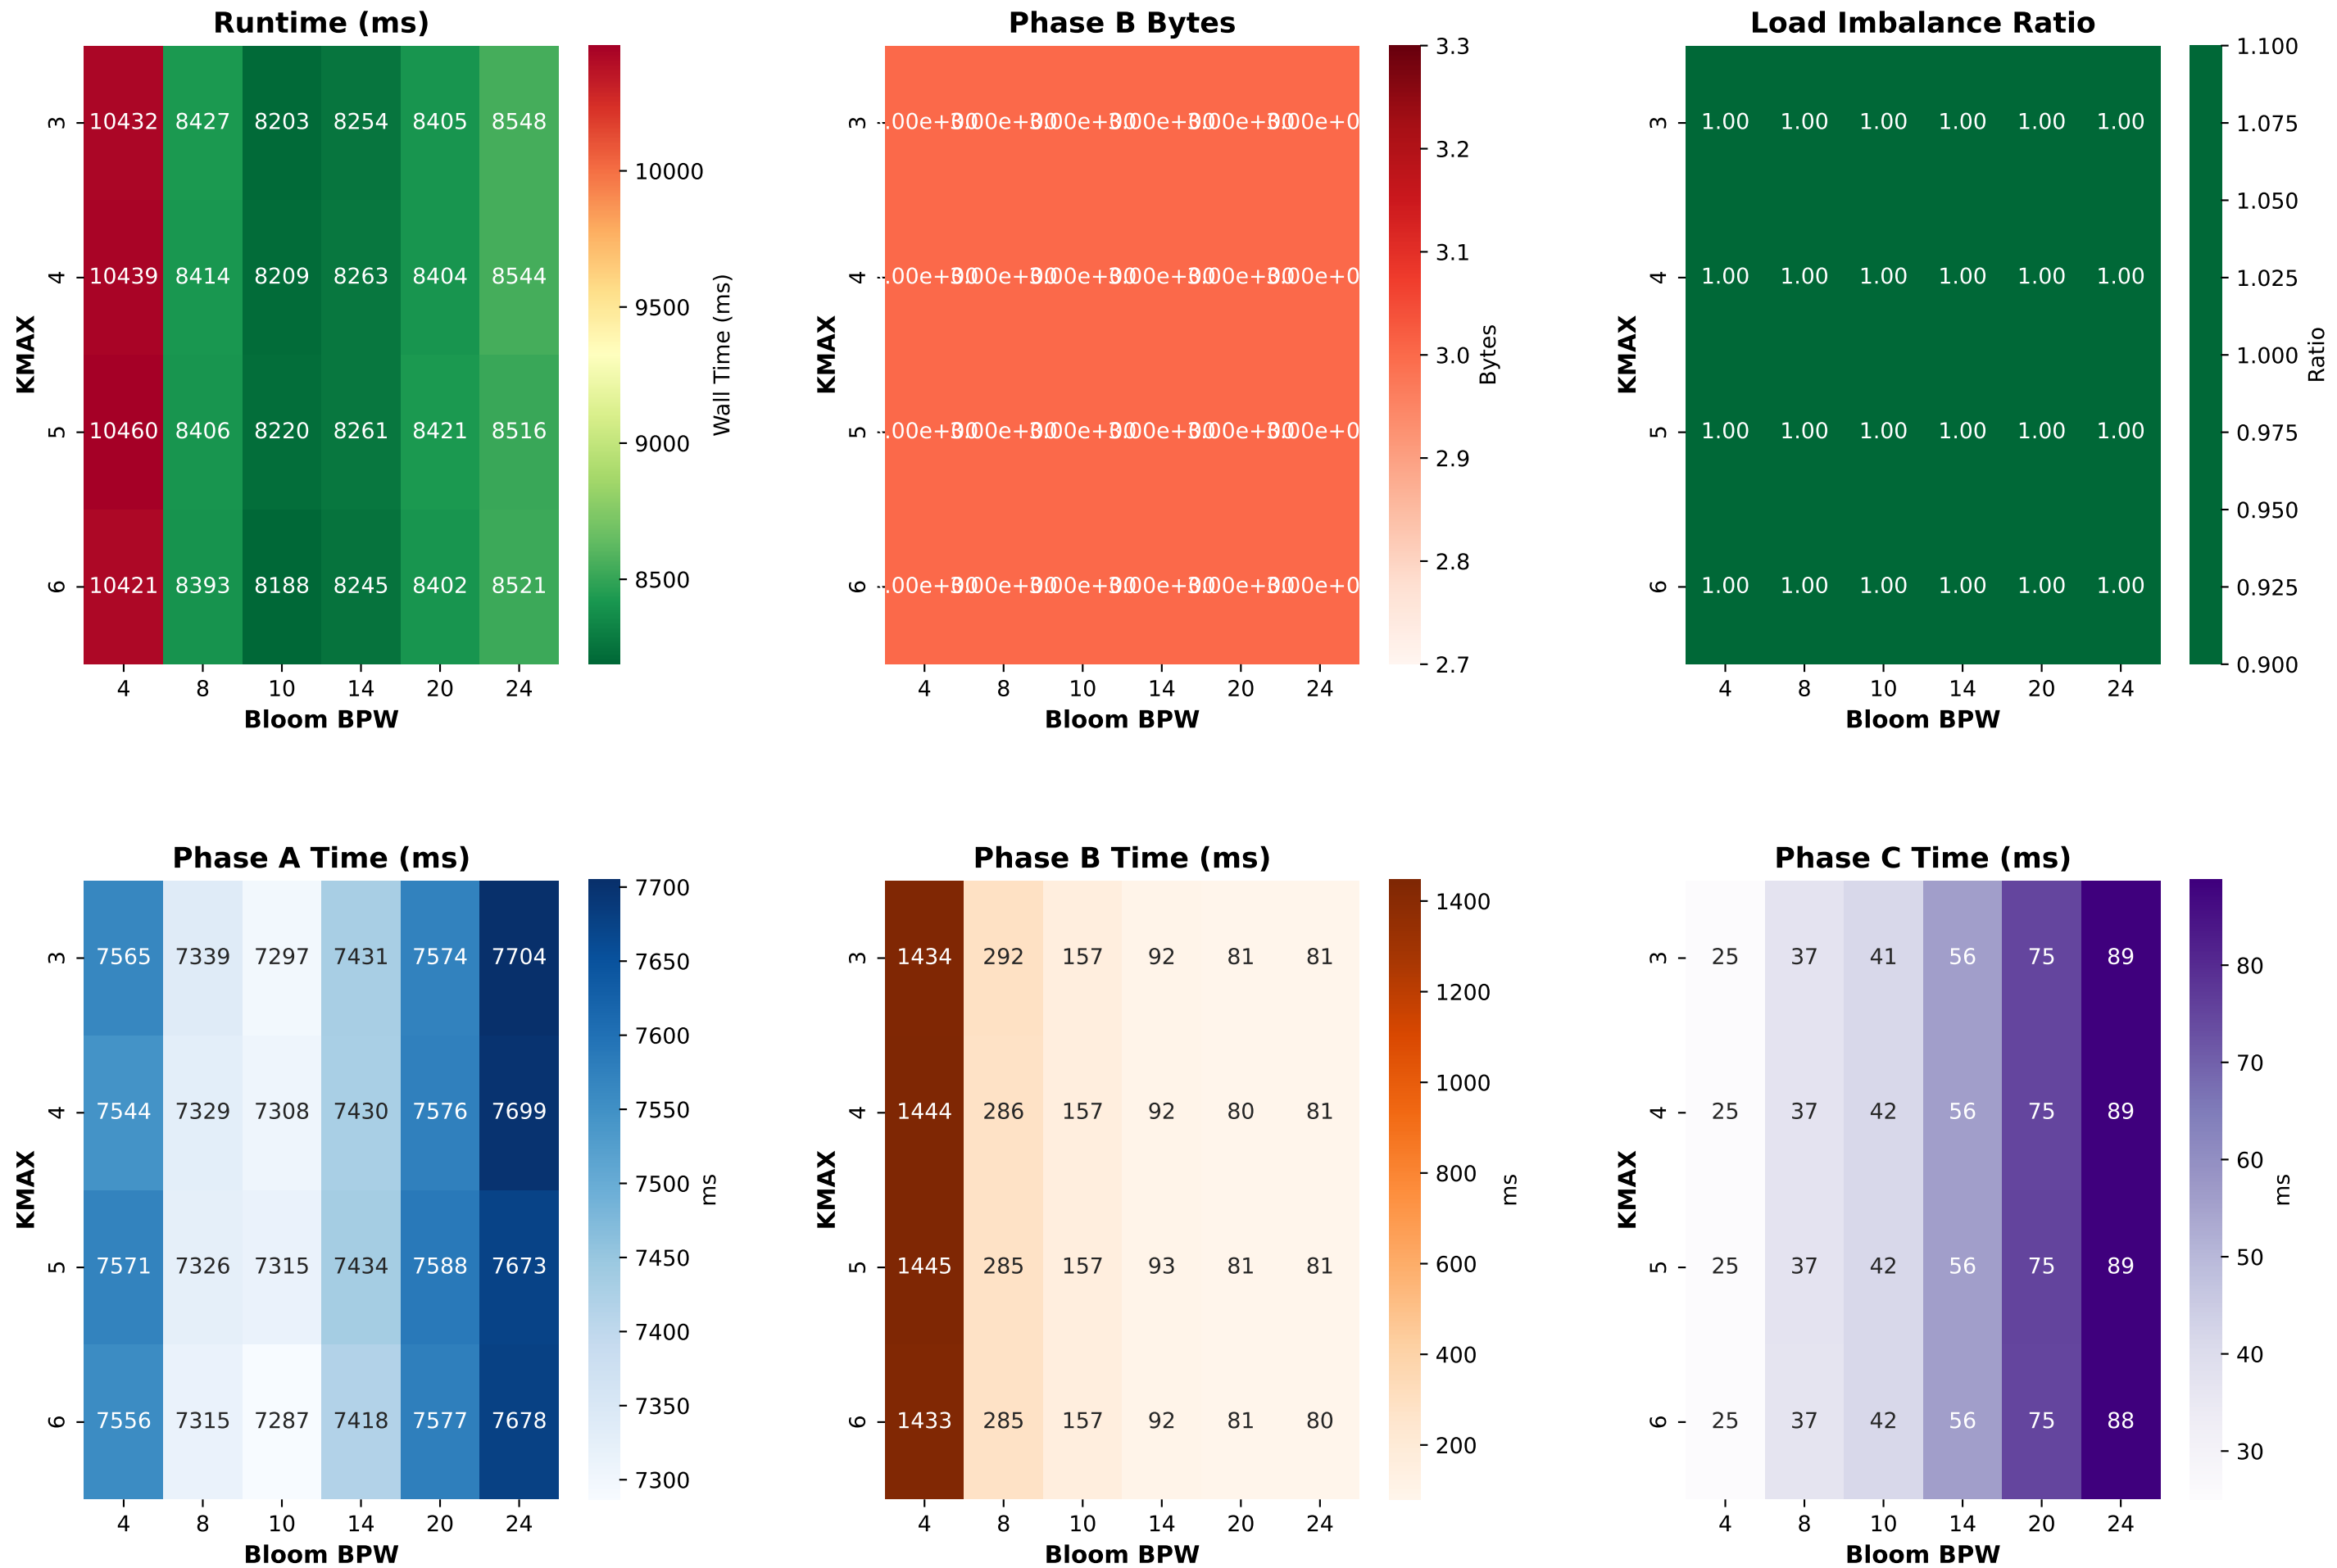 Runtime (ms)
10432 8427 8203 8254 8405 8548
10439 8414 8209 8263 8404 8544
10460 8406 8220 8261 8421 8516
10421 8393 8188 8245 8402 8521
3
4
5
6
KMAX
4 8 10 14 20 24
Bloom BPW
10000
9500
9000
8500
Wall Time (ms)
Phase B Bytes
3
4
5
6
KMAX
4 8 10 14 20 24
Bloom BPW
3.3
3.2
3.1
3.0
2.9
2.8
2.7
Bytes
Load Imbalance Ratio
1.00 1.00 1.00 1.00 1.00 1.00
1.00 1.00 1.00 1.00 1.00 1.00
1.00 1.00 1.00 1.00 1.00 1.00
1.00 1.00 1.00 1.00 1.00 1.00
3
4
5
6
KMAX
4 8 10 14 20 24
Bloom BPW
1.100
1.075
1.050
1.025
1.000
0.975
0.950
0.925
0.900
Ratio
Phase A Time (ms)
7565 7339 7297 7431 7574 7704
7544 7329 7308 7430 7576 7699
7571 7326 7315 7434 7588 7673
7556 7315 7287 7418 7577 7678
3
4
5
6
KMAX
4 8 10 14 20 24
Bloom BPW
7700
7650
7600
7550
7500
7450
7400
7350
7300
ms
Phase B Time (ms)
1434 292 157 92 81 81
1444 286 157 92 80 81
1445 285 157 93 81 81
1433 285 157 92 81 80
3
4
5
6
KMAX
4 8 10 14 20 24
Bloom BPW
1400
1200
1000
800
600
400
200
ms
Phase C Time (ms)
25 37 41 56 75 89
25 37 42 56 75 89
25 37 42 56 75 89
25 37 42 56 75 88
3
4
5
6
KMAX
4 8 10 14 20 24
Bloom BPW
80
70
60
50
40
30
ms